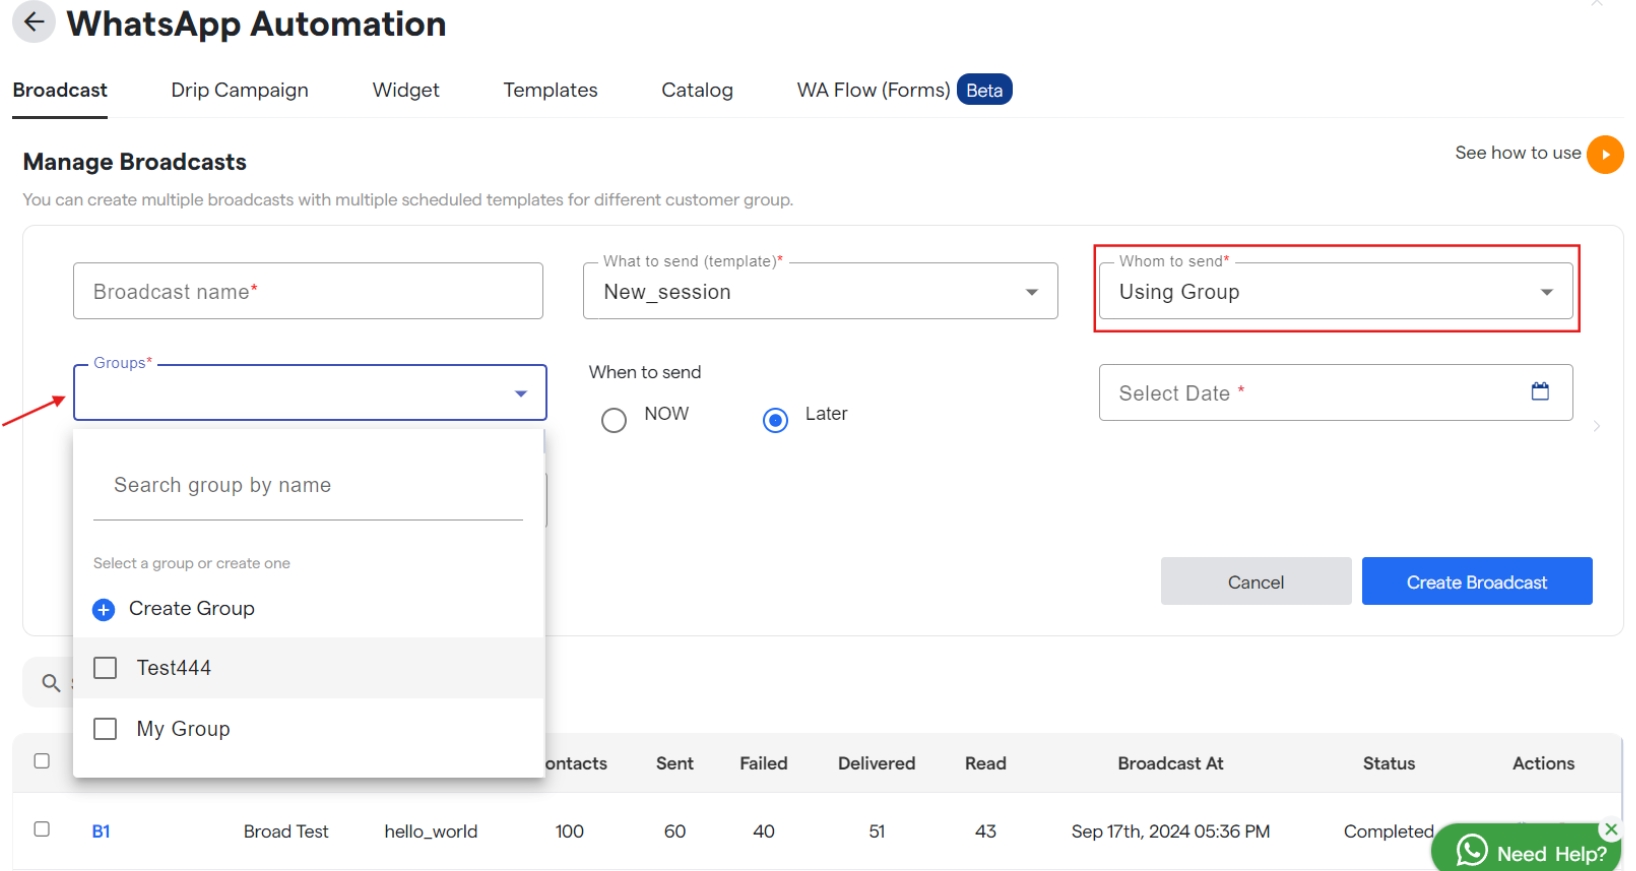 WhatsApp Automation
Broadcast Drip Campaign Widget Templates Catalog WA Flow (Forms) Beta
See how to use
Manage Broadcasts
You can create multiple broadcasts with multiple scheduled templates for different customer group.
What to send (template)* Whom to send*
Broadcast name* New_session Using Group
Groups* When to send
NOW Later Select Date *
Search group by name
Select a group or create one
Create Group
Cancel Create Broadcast
Test444
My Group
ontacts Sent Failed Delivered Read Broadcast At Status Actions
B1 Broad Test hello_world 100 60 40 51 43 Sep 17th, 2024 05:36 PM Completed
Need Help?